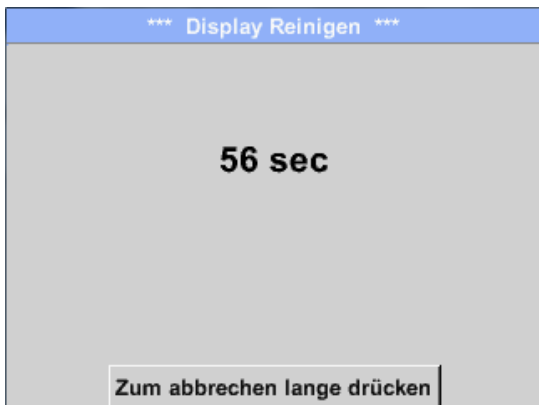 *** Display Reinigen ***
56 sec
Zum abbrechen lange drücken